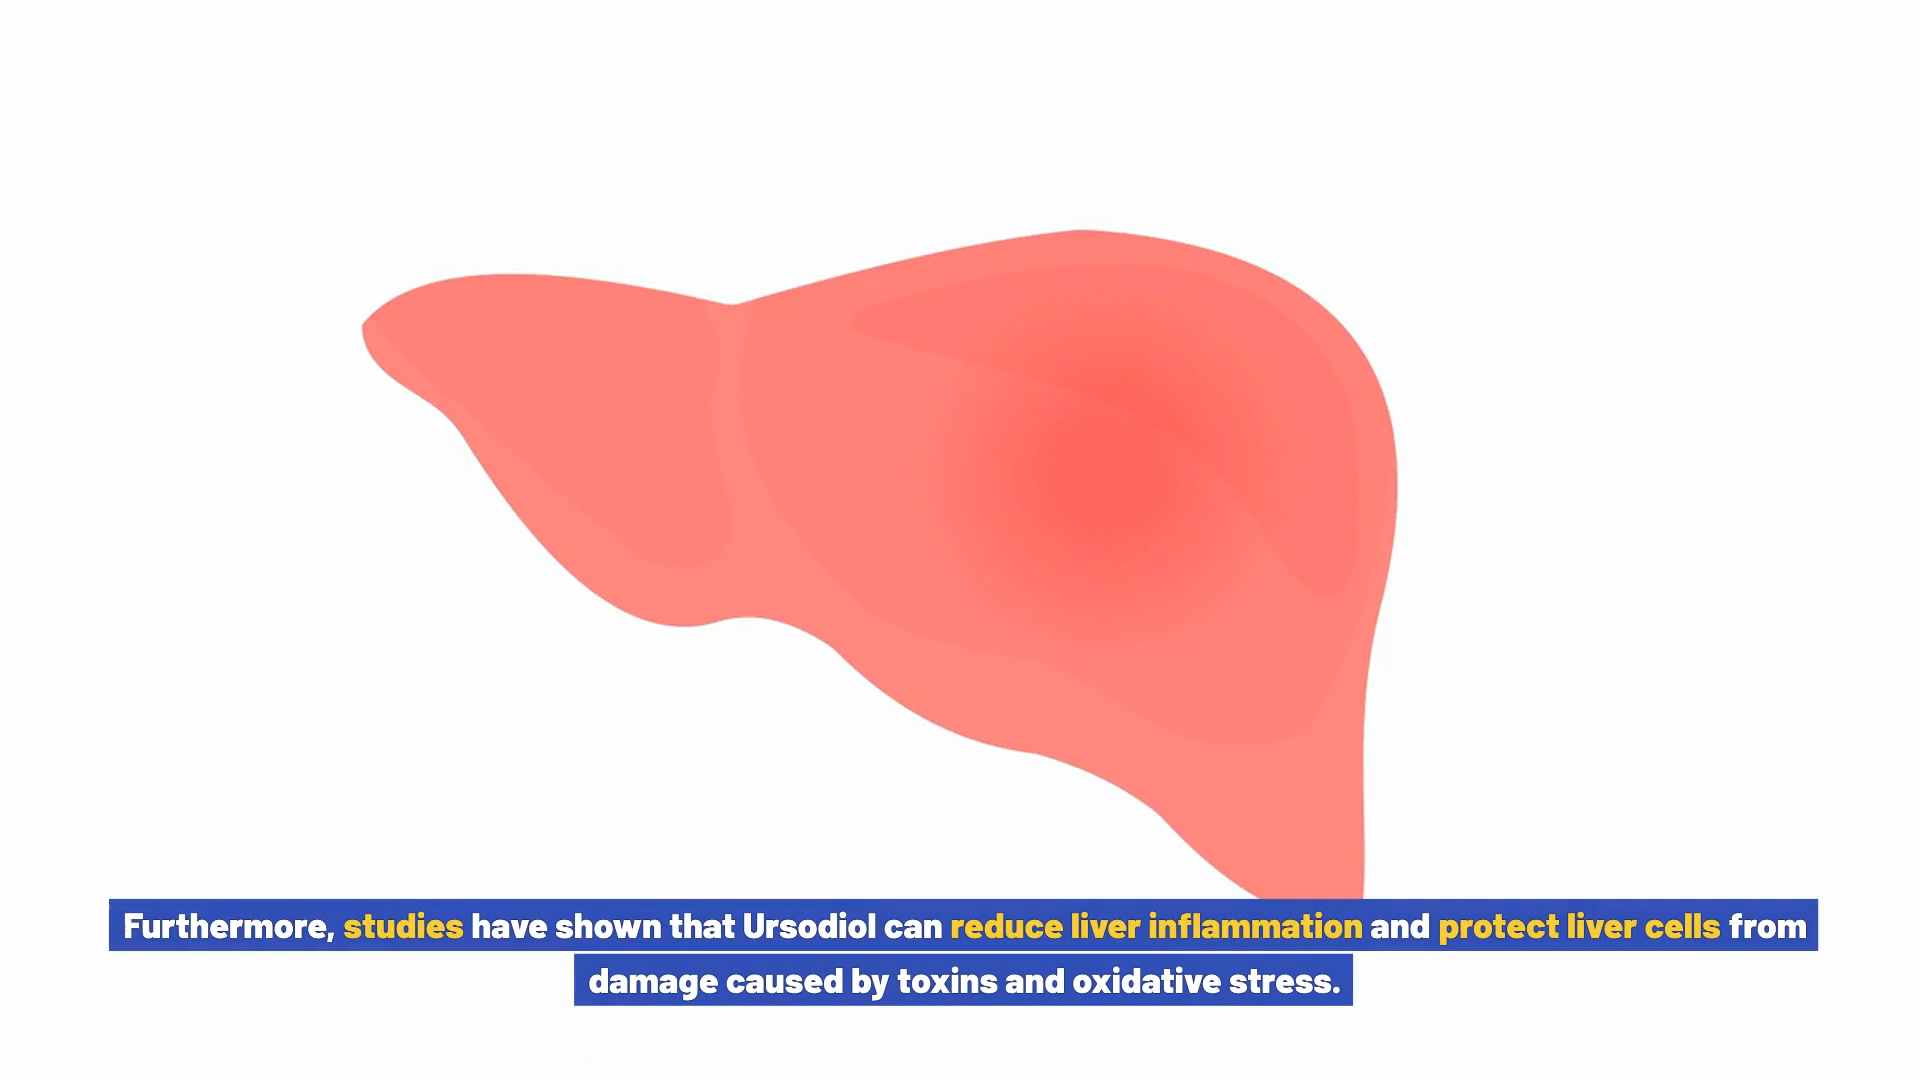 Furthermore, studies have shown that Ursodiol can reduce liver inflammation and protect liver cells from
damage caused by toxins and oxidative stress.